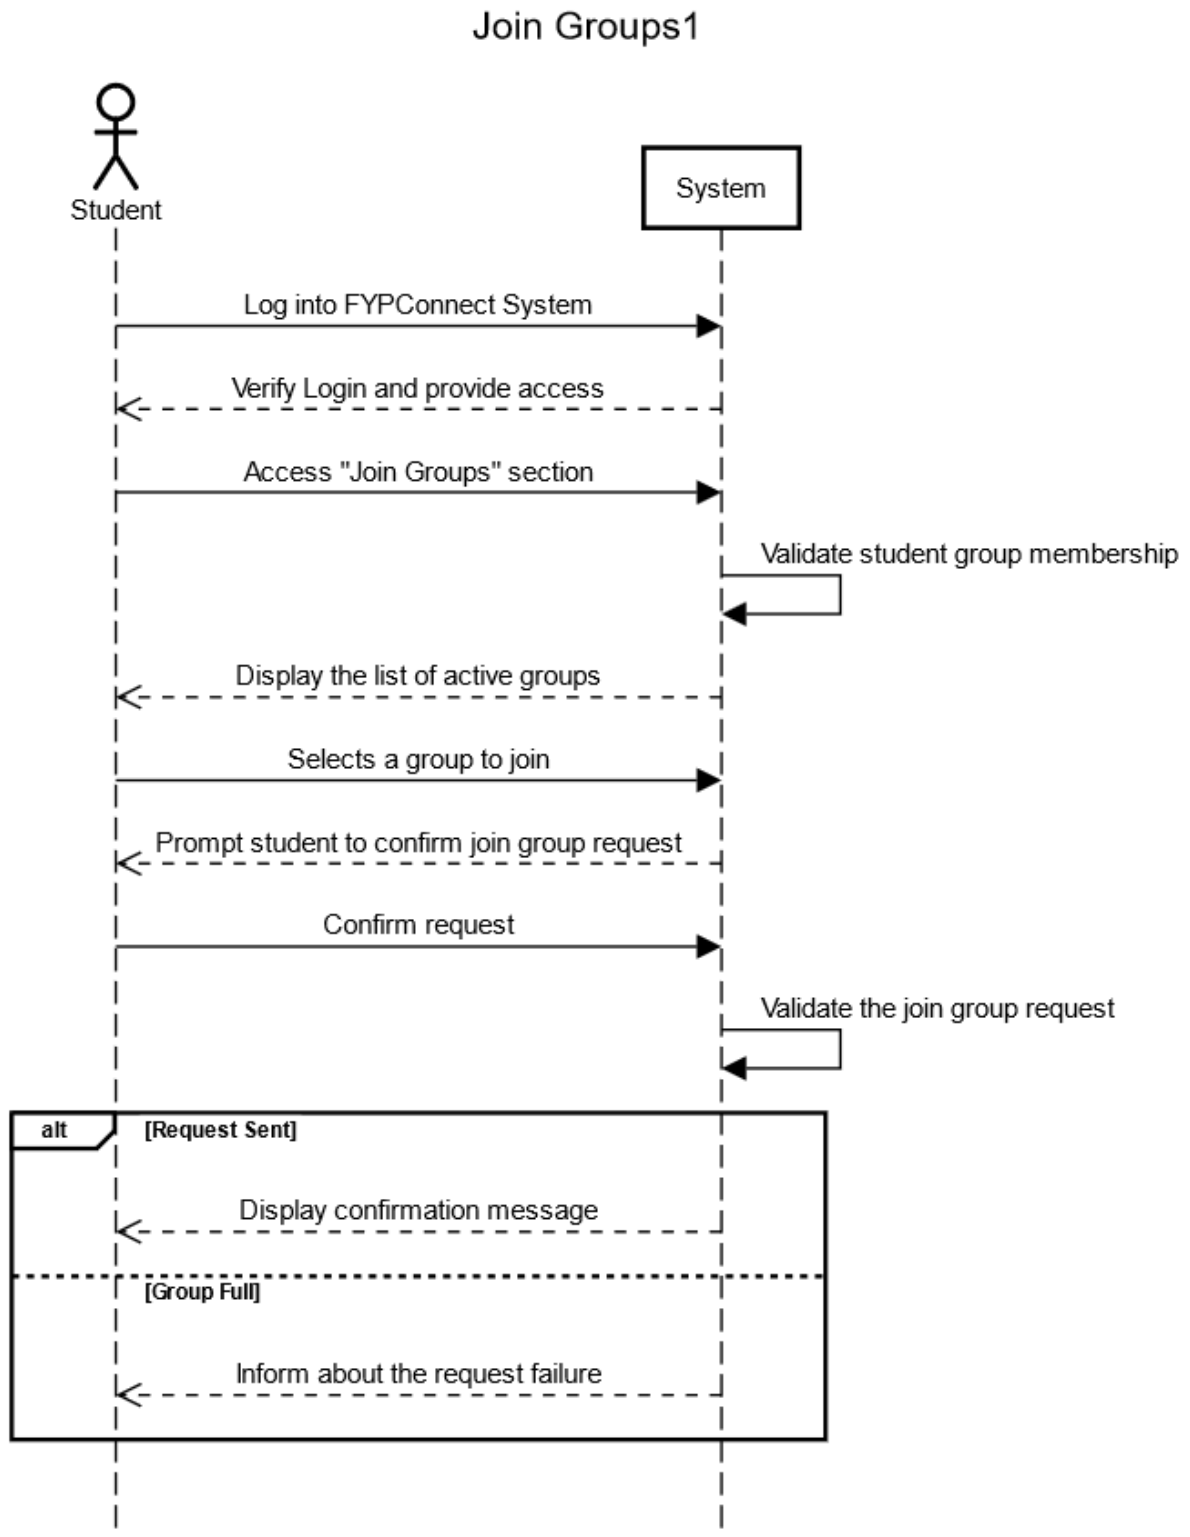 Join Groups1
Student
System
Log into FYPConnect System
Verify Login and provide access
Access "Join Groups" section
Validate student group membership
Display the list of active groups
Selects a group to join
Prompt student to confirm join group request
Confirm request
Validate the join group request
alt
[Request Sent]
Display confirmation message
[Group Full]
Inform about the request failure